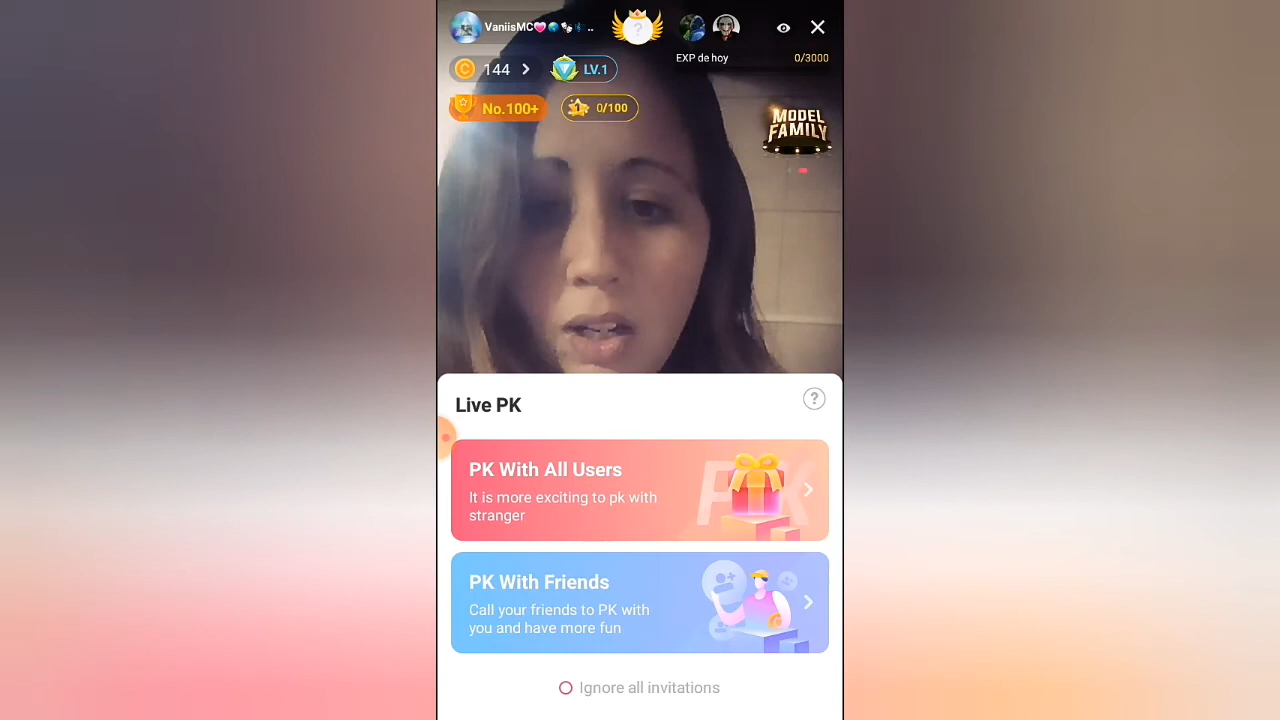 VaniisMC💗🌏🎭🎼..
EXP de hoy
0/3000
144
LV.1
No.100+
1
0/100
MODEL
FAMILY
Live PK
PK With All Users
It is more exciting to pk with
stranger
PK
PK With Friends
Call your friends to PK with
you and have more fun
Ignore all invitations